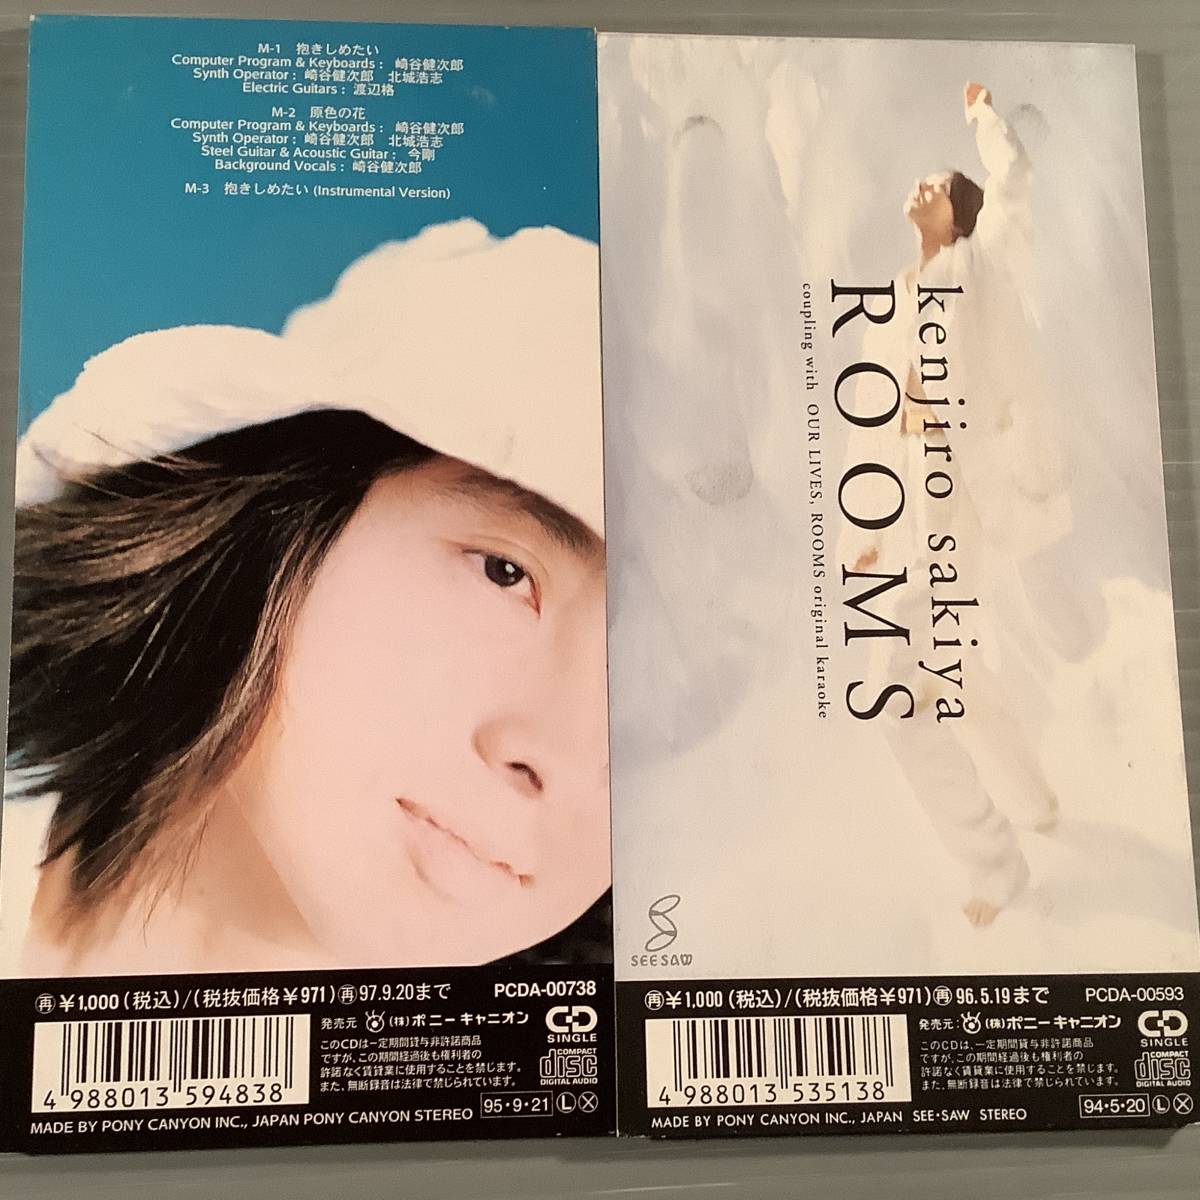 M-1 抱きしめたい
Computer Program & Keyboards : 崎谷健次郎
Synth Operator : 崎谷健次郎 北城浩志
Electric Guitars : 渡辺格
M-2 原色の花
Computer Program & Keyboards : 崎谷健次郎
Synth Operator : 崎谷健次郎 北城浩志
Steel Guitar & Acoustic Guitar : 今剛
Background Vocals : 崎谷健次郎
M-3 抱きしめたい (Instrumental Version)
再¥1,000(税込)/(税抜価格¥971)再97.9.20まで PCDA-00738
発売元 (株)ポニーキャニオン
CD SINGLE
このCDは一定期間貸与非許諾商品
ですが、この期間経過後も権利者の
許諾なく賃貸業に使用することを禁じます。
また、無断録音は法律で禁じられています。
COMPACT disc DIGITAL AUDIO
4 988013 594838
MADE BY PONY CANYON INC., JAPAN PONY CANYON STEREO
95・9・21 L X
kenjiro sakiya
ROOMS
coupling with OUR LIVES, ROOMS original karaoke
SEE SAW
再¥1,000(税込)/(税抜価格¥971)再96.5.19まで PCDA-00593
発売元: (株)ポニーキャニオン
CD SINGLE
このCDは、一定期間貸与非許諾商品
ですが、この期間経過後も権利者の
許諾なく賃貸業に使用することを禁じます。
また、無断録音は法律で禁じられています。
COMPACT disc DIGITAL AUDIO
4 988013 535138
MADE BY PONY CANYON INC., JAPAN SEE・SAW STEREO
94・5・20 L X